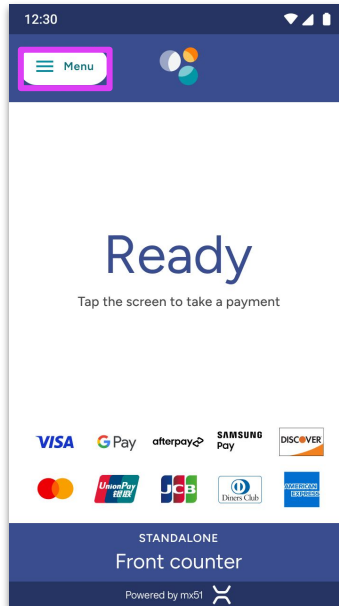 12:30
Menu
Ready
Tap the screen to take a payment
VISA
G Pay
afterpay
SAMSUNG
Pay
DISCOVER
UnionPay
银联
JCB
Diners Club
AMERICAN
EXPRESS
STANDALONE
Front counter
Powered by mx51